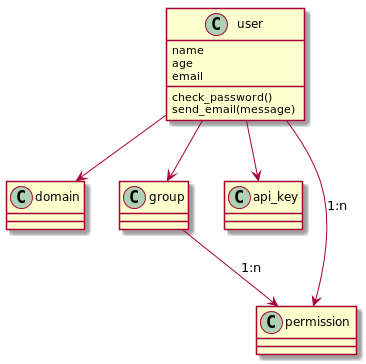 C user
name
age
email
check_password()
send_email(message)
C domain
C group
C api_key
1:n
1:n
C permission